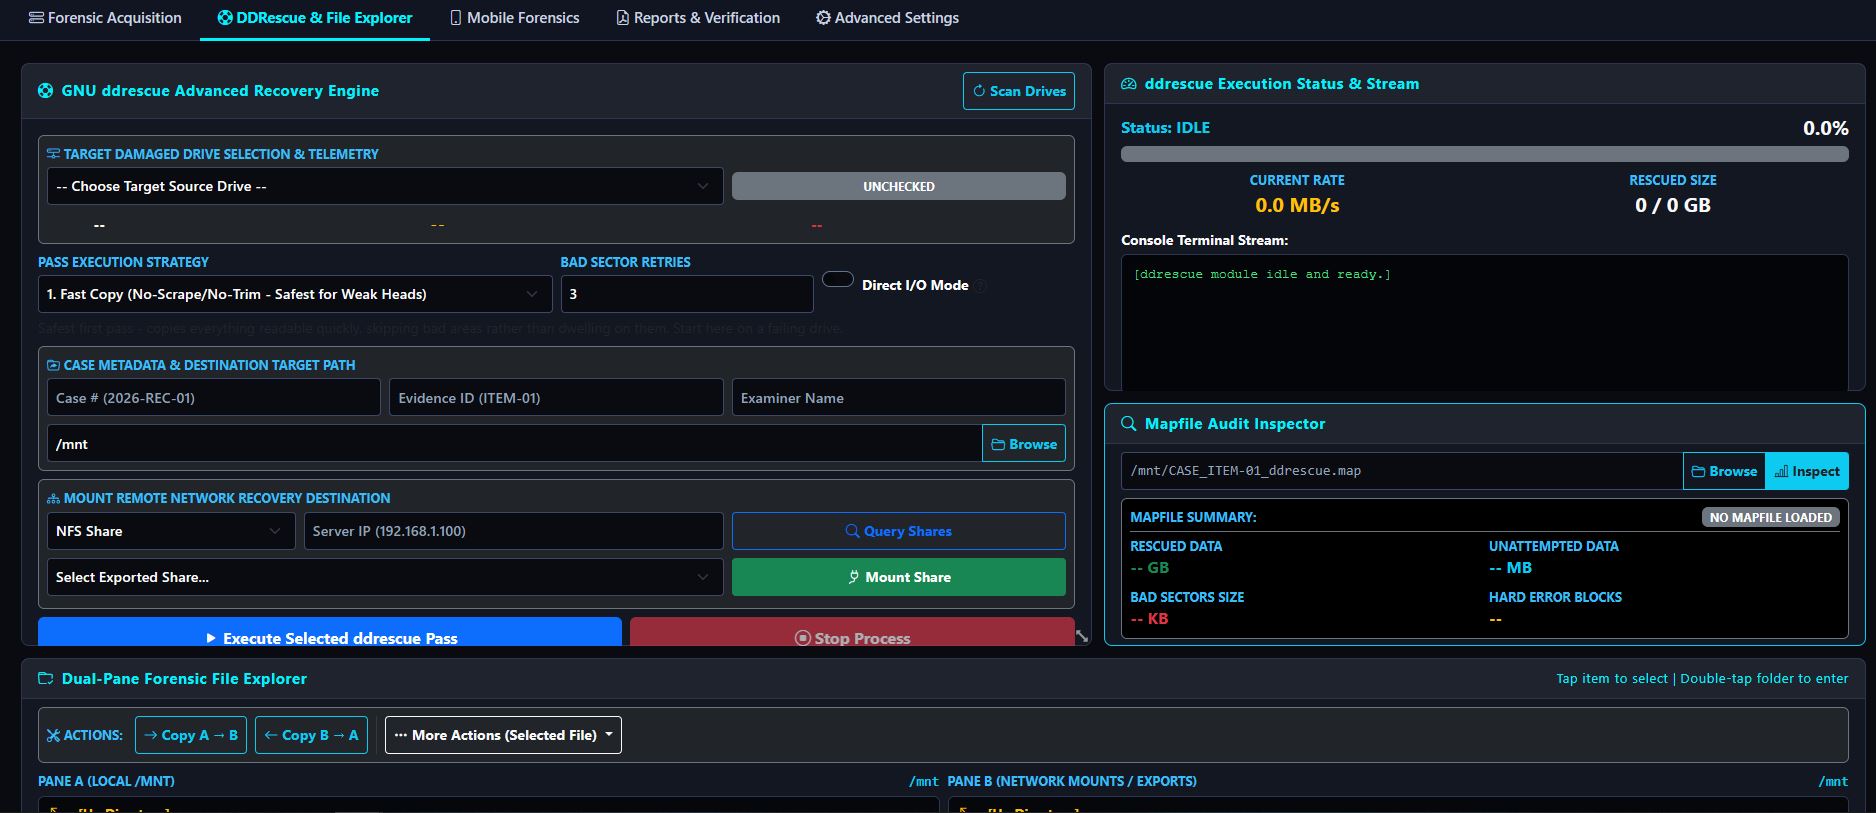 Forensic Acquisition
DDRescue & File Explorer
Mobile Forensics
Reports & Verification
Advanced Settings
GNU ddrescue Advanced Recovery Engine
Scan Drives
TARGET DAMAGED DRIVE SELECTION & TELEMETRY
-- Choose Target Source Drive --
UNCHECKED
--
--
--
PASS EXECUTION STRATEGY
BAD SECTOR RETRIES
1. Fast Copy (No-Scrape/No-Trim - Safest for Weak Heads)
3
Direct I/O Mode
Safest first pass - copies everything readable quickly, skipping bad areas rather than dwelling on them. Start here on a failing drive.
CASE METADATA & DESTINATION TARGET PATH
Case # (2026-REC-01)
Evidence ID (ITEM-01)
Examiner Name
/mnt
Browse
MOUNT REMOTE NETWORK RECOVERY DESTINATION
NFS Share
Server IP (192.168.1.100)
Query Shares
Select Exported Share...
Mount Share
Execute Selected ddrescue Pass
Stop Process
ddrescue Execution Status & Stream
Status: IDLE
0.0%
CURRENT RATE
RESCUED SIZE
0.0 MB/s
0 / 0 GB
Console Terminal Stream:
[ddrescue module idle and ready.]
Mapfile Audit Inspector
/mnt/CASE_ITEM-01_ddrescue.map
Browse
Inspect
MAPFILE SUMMARY:
NO MAPFILE LOADED
RESCUED DATA
UNATTEMPTED DATA
-- GB
-- MB
BAD SECTORS SIZE
HARD ERROR BLOCKS
-- KB
--
Dual-Pane Forensic File Explorer
Tap item to select | Double-tap folder to enter
ACTIONS:
→ Copy A → B
← Copy B → A
··· More Actions (Selected File)
PANE A (LOCAL /MNT)
/mnt
PANE B (NETWORK MOUNTS / EXPORTS)
/mnt